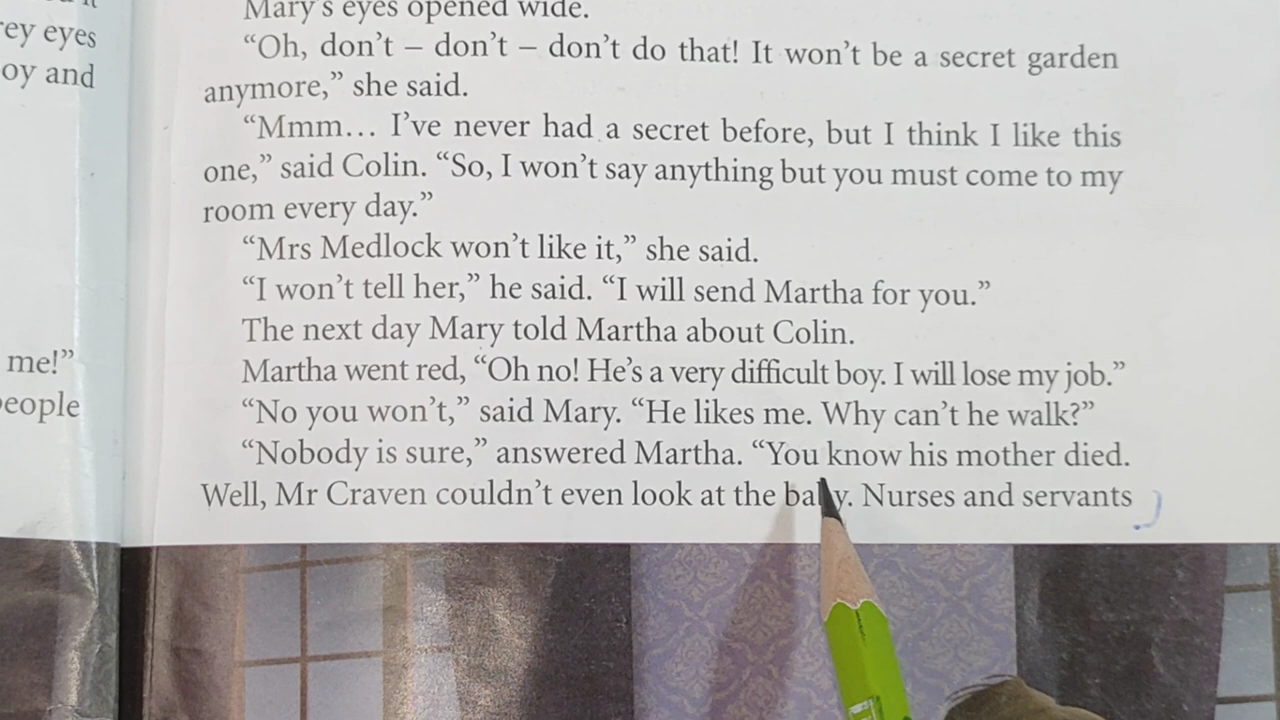 ey eyes
oy and
me!”
people
Mary’s eyes opened wide.
“Oh, don’t – don’t – don’t do that! It won’t be a secret garden
anymore,” she said.
“Mmm… I’ve never had a secret before, but I think I like this
one,” said Colin. “So, I won’t say anything but you must come to my
room every day.”
“Mrs Medlock won’t like it,” she said.
“I won’t tell her,” he said. “I will send Martha for you.”
The next day Mary told Martha about Colin.
Martha went red, “Oh no! He’s a very difficult boy. I will lose my job.”
“No you won’t,” said Mary. “He likes me. Why can’t he walk?”
“Nobody is sure,” answered Martha. “You know his mother died.
Well, Mr Craven couldn’t even look at the baby. Nurses and servants